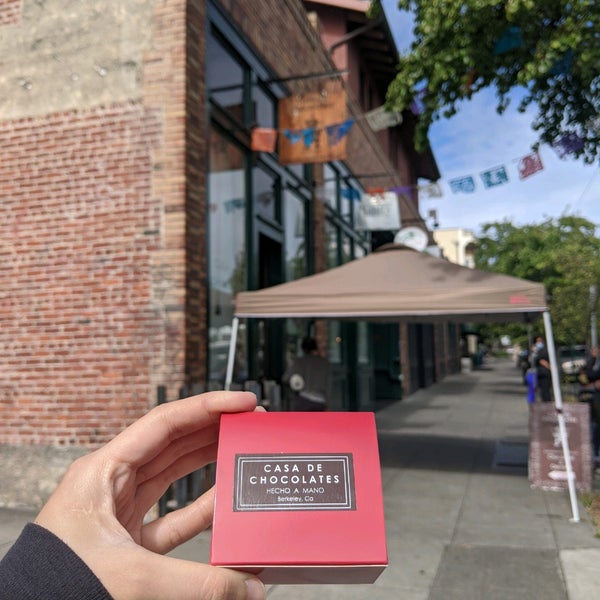 CASA DE
CHOCOLATES
HECHO A MANO
Berkeley, Ca